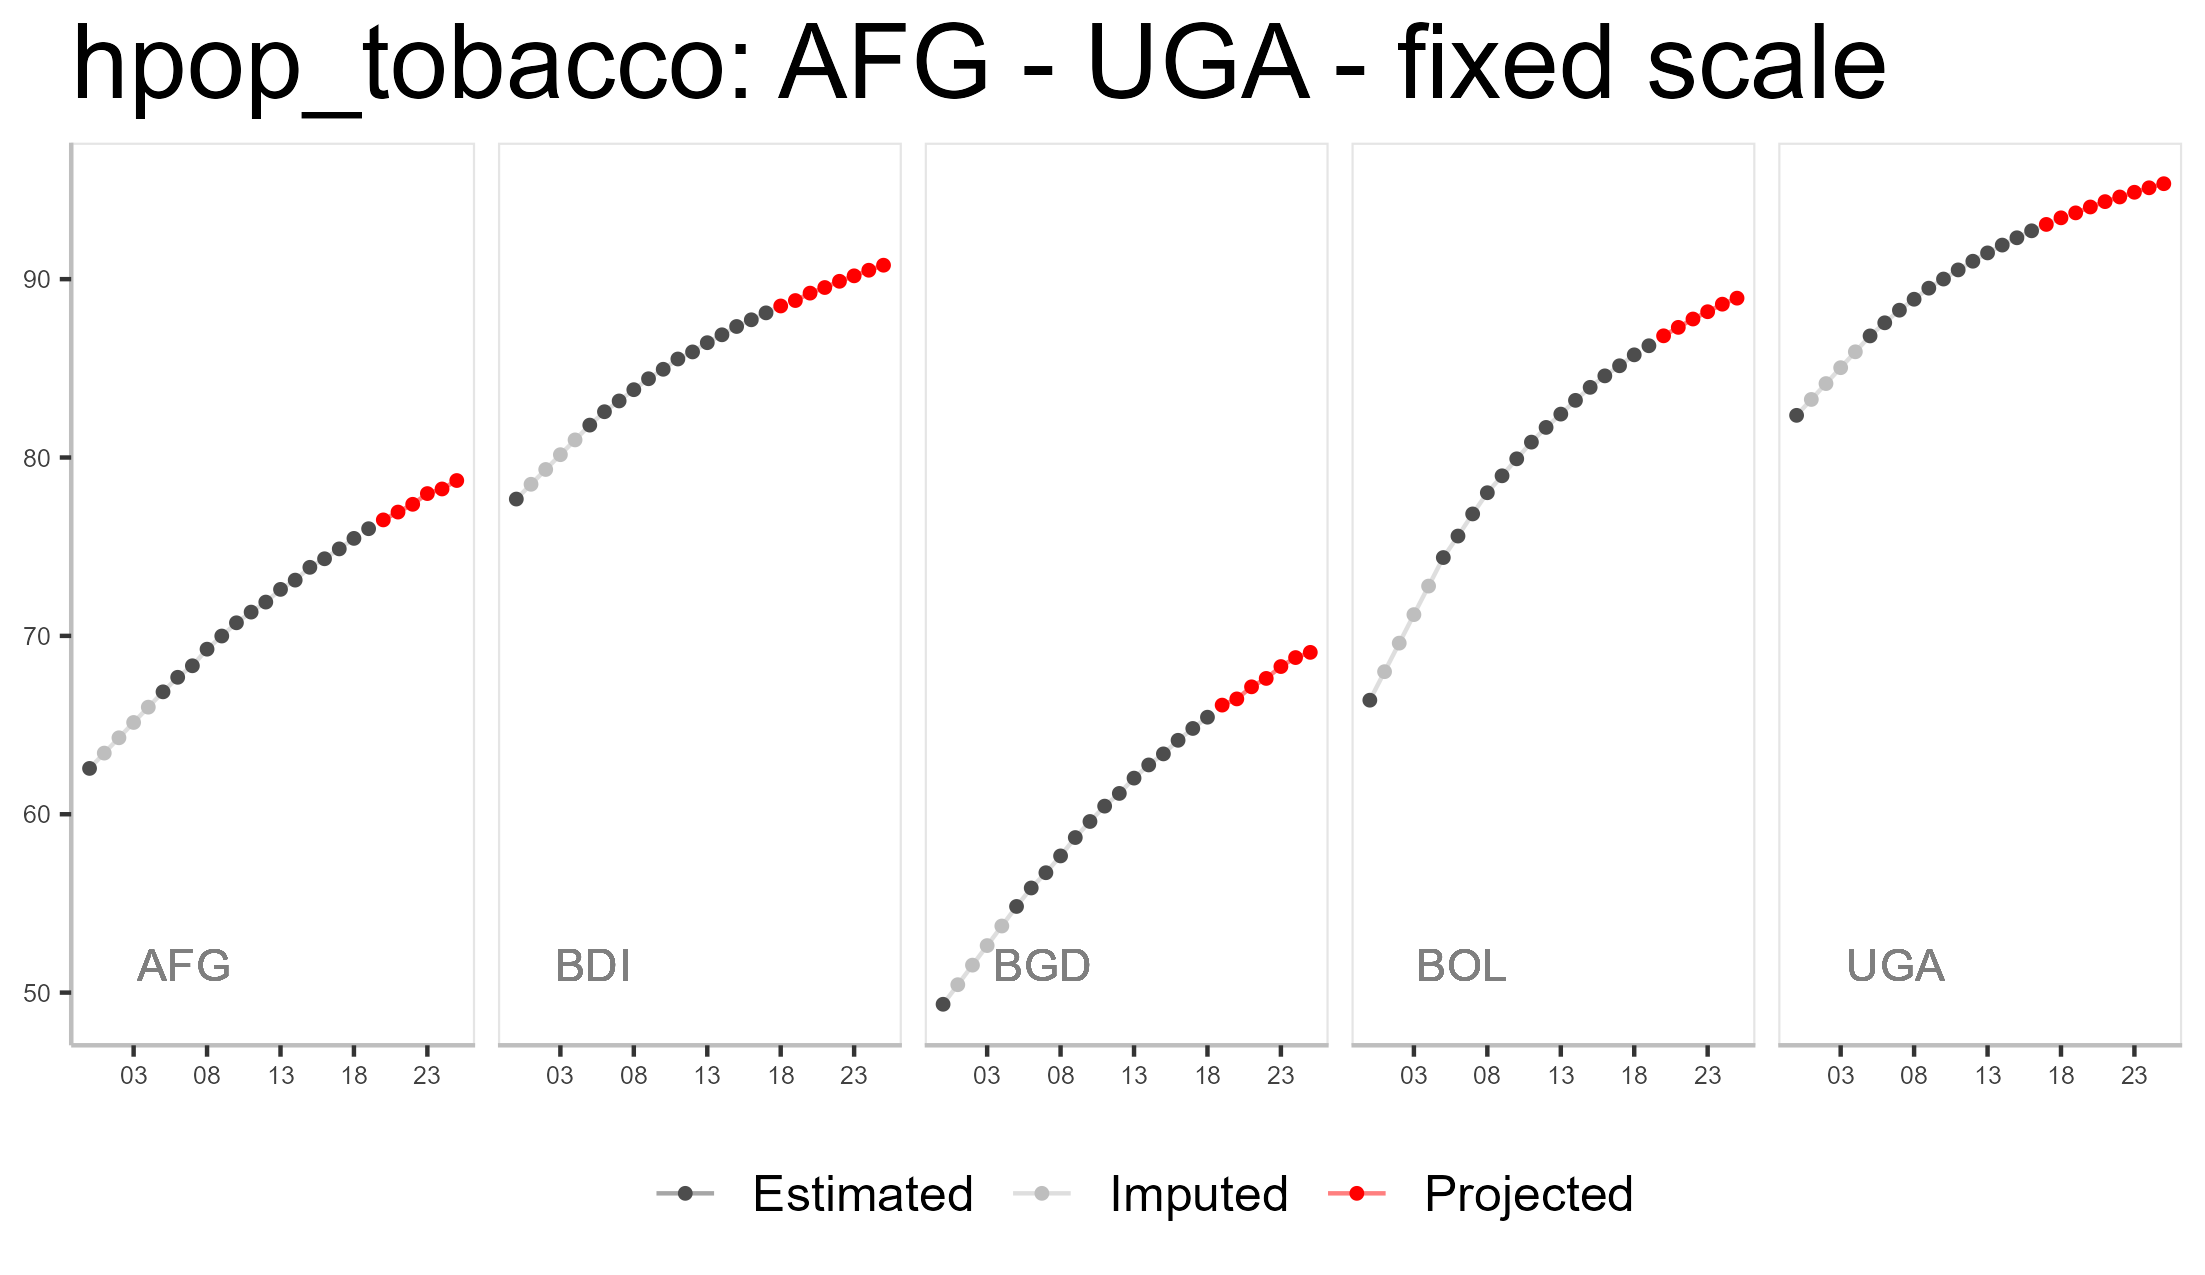 hpop_tobacco: AFG - UGA - fixed scale
90
80
70
60
50
AFG
BDI
BGD
BOL
UGA
03 08 13 18 23
03 08 13 18 23
03 08 13 18 23
03 08 13 18 23
03 08 13 18 23
Estimated Imputed Projected